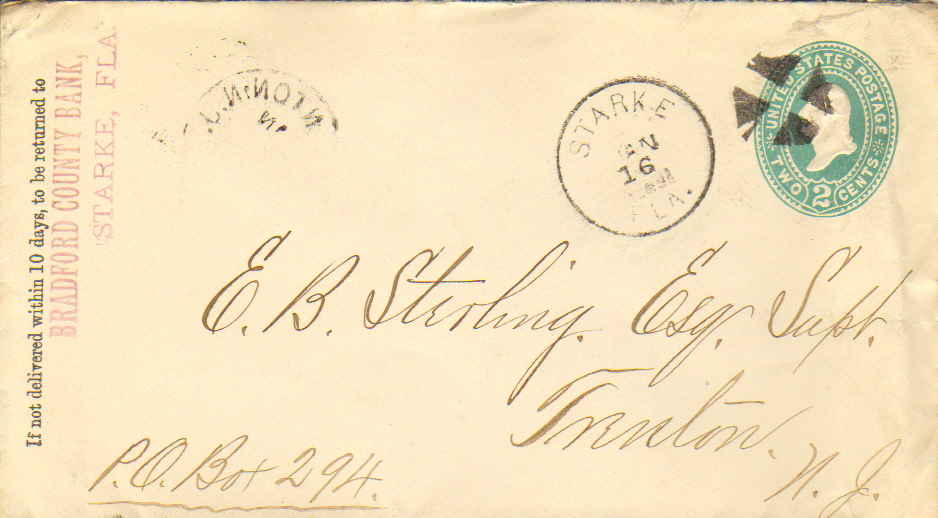 If not delivered within 10 days, to be returned to
BRADFORD COUNTY BANK,
STARKE, FLA
STARKE
16
FLA.
UNITED STATES POSTAGE
TWO 2 CENTS
E. B. Sterling. Esq. Supt.
Trenton.
N. J.
P.O. Box 294.